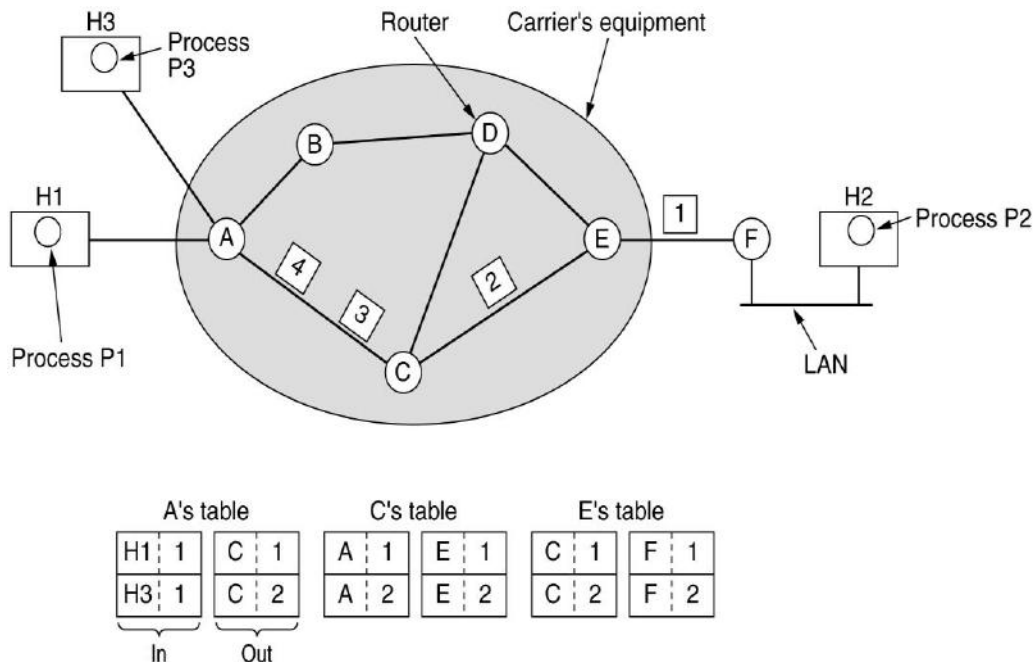 H3
Process
P3
Router
Carrier's equipment
B
D
H1
A
4
3
2
C
E
1
F
H2
Process P2
Process P1
LAN
A's table
C's table
E's table
H1 1 C 1 A 1 E 1 C 1 F 1
H3 1 C 2 A 2 E 2 C 2 F 2
In
Out